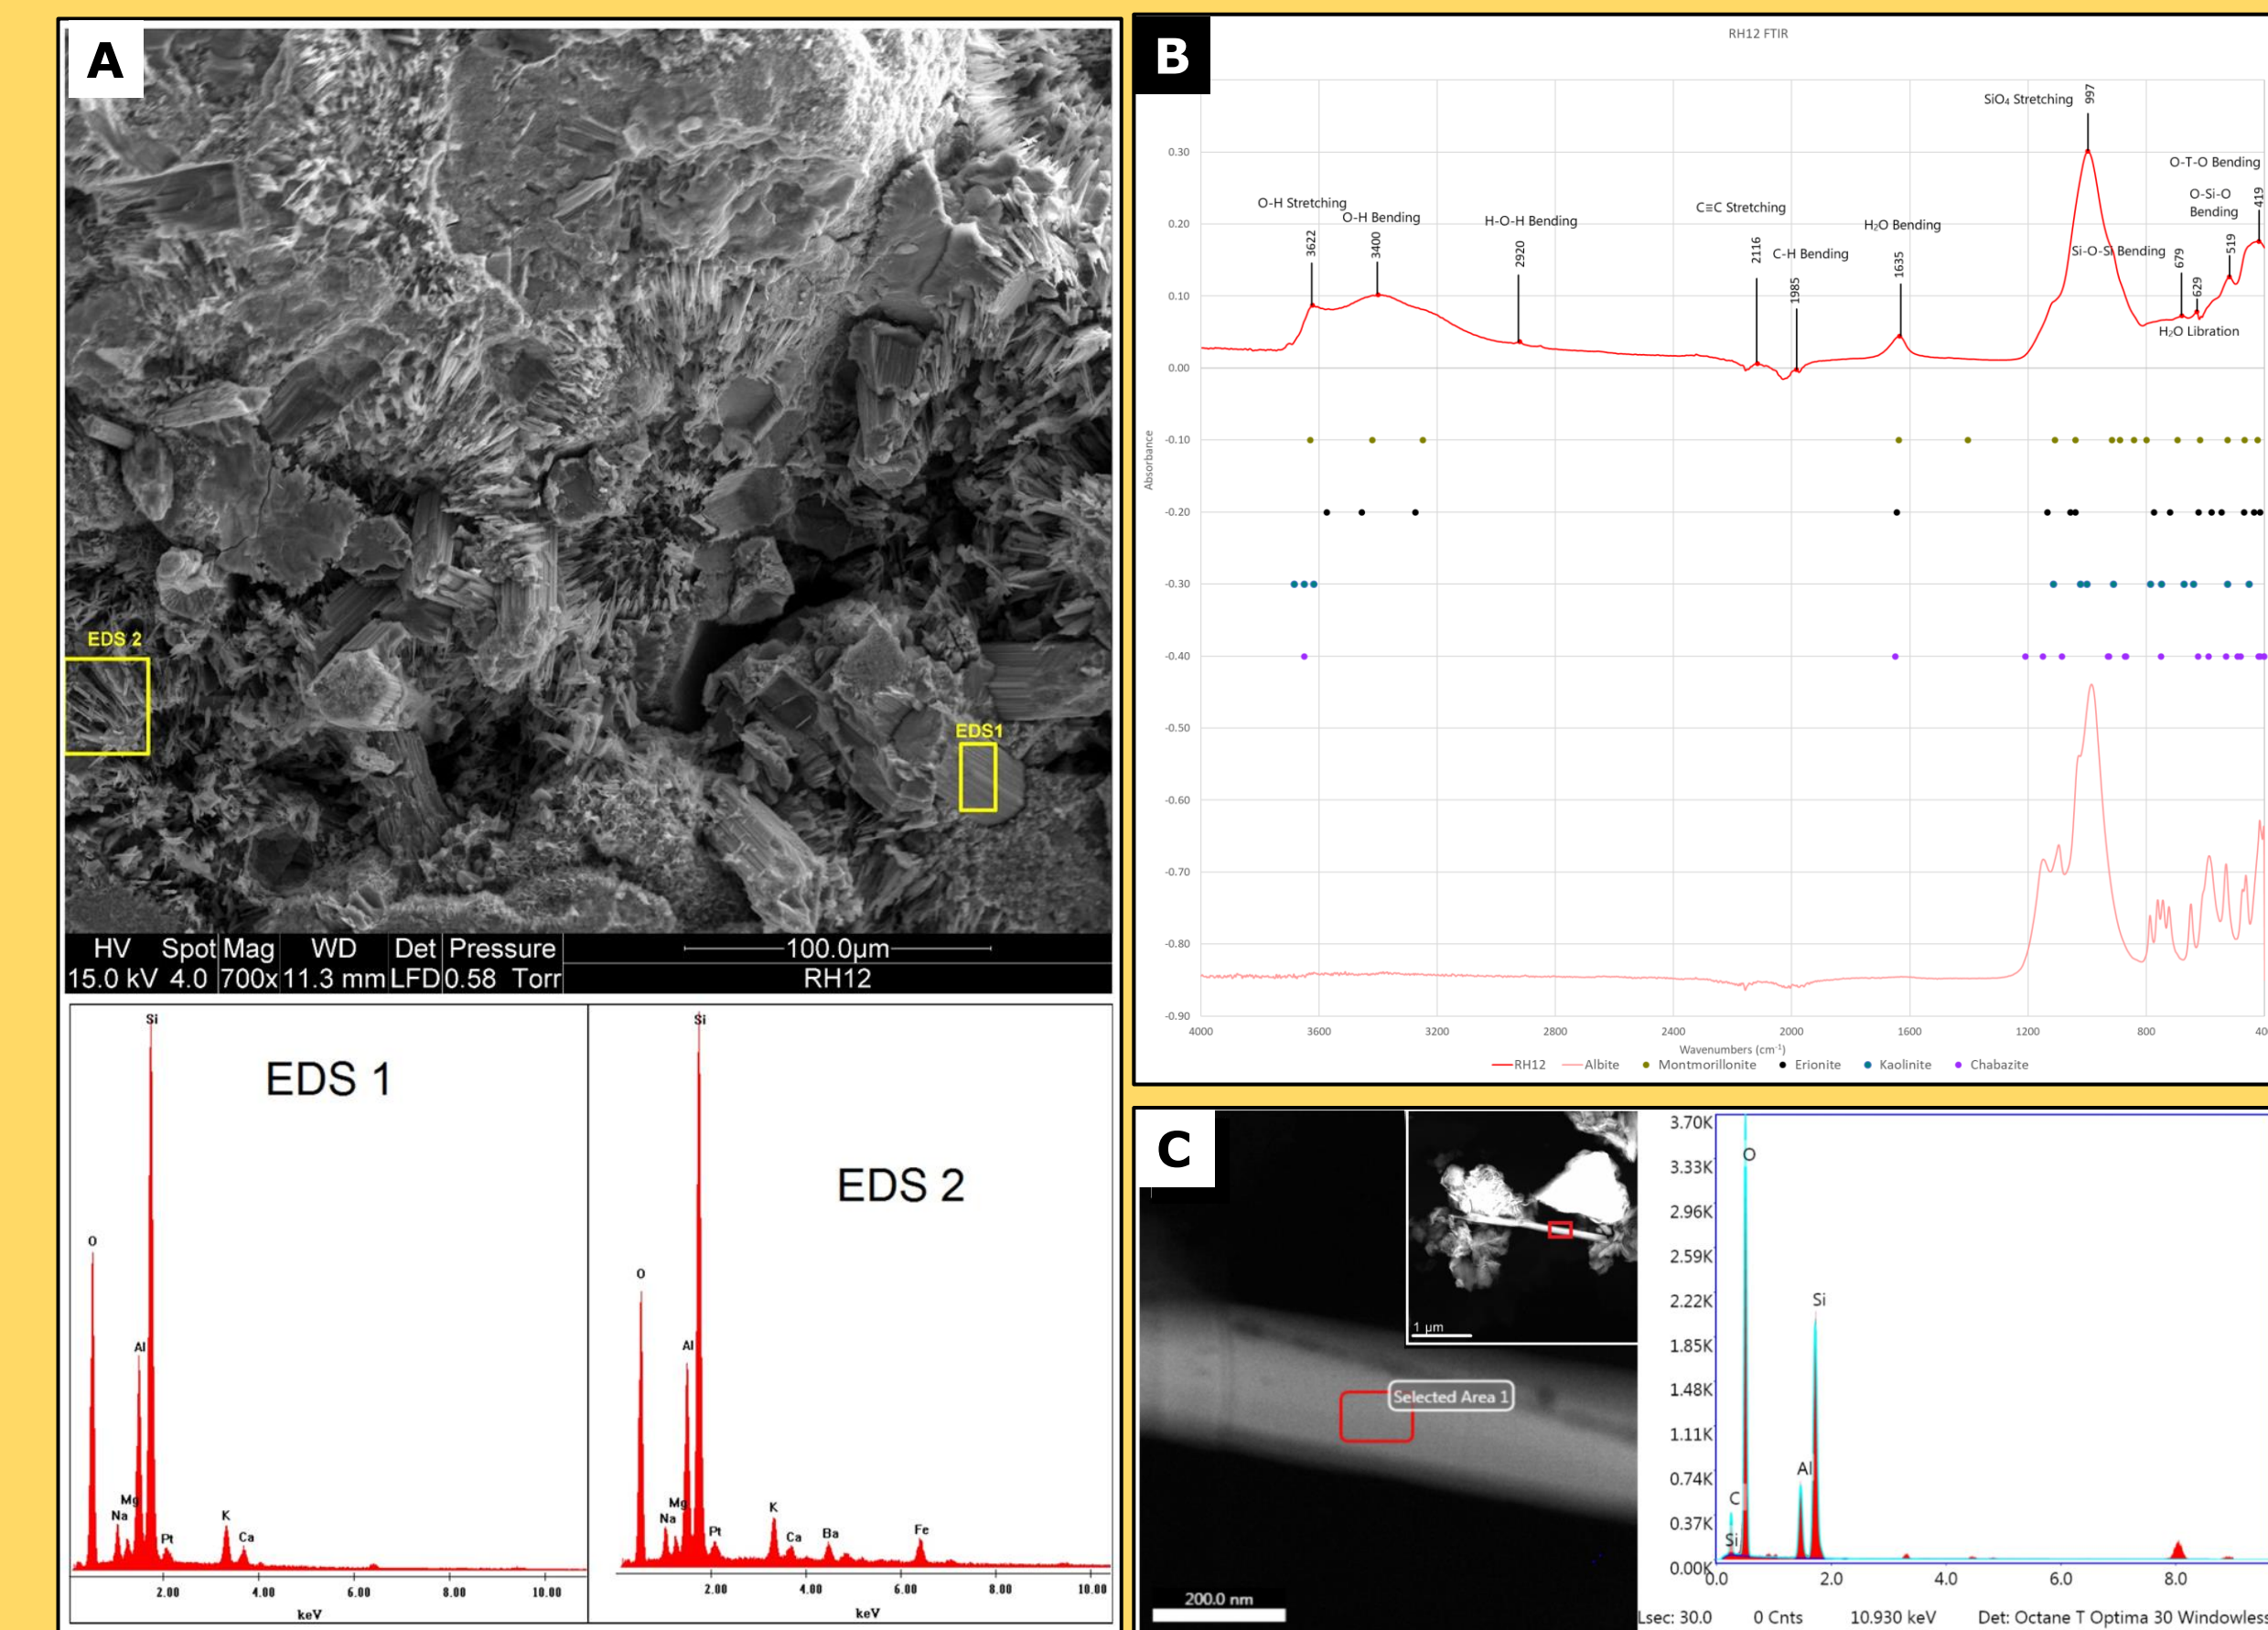 A
EDS 2
EDS1
HV Spot Mag WD Det Pressure 100.0µm
15.0 kV 4.0 700x 11.3 mm LFD 0.58 Torr RH12
EDS 1
Si
O
Al
Mg
Na
Pt
K
Ca
2.00 4.00 6.00 8.00 10.00
keV
EDS 2
Si
O
Al
Mg
Na
Pt
K
Ca
Ba
Fe
2.00 4.00 6.00 8.00 10.00
keV
B
RH12 FTIR
SiO₄ Stretching
997
O-T-O Bending
O-Si-O
Bending
419
O-H Stretching
O-H Bending
H-O-H Bending
C≡C Stretching
C-H Bending
H₂O Bending
Si-O-Si Bending
3622
3400
2920
2116
1985
1635
679
629
519
H₂O Libration
0.30
0.20
0.10
0.00
-0.10
-0.20
-0.30
-0.40
-0.50
-0.60
-0.70
-0.80
-0.90
Absorbance
4000 3600 3200 2800 2400 2000 1600 1200 800 40
Wavenumbers (cm⁻¹)
RH12 Albite Montmorillonite Erionite Kaolinite Chabazite
C
1 µm
Selected Area 1
200.0 nm
3.70K
3.33K
2.96K
2.59K
2.22K
1.85K
1.48K
1.11K
0.74K
0.37K
0.00K
O
Si
Al
C
Si
0.0 2.0 4.0 6.0 8.0
Lsec: 30.0 0 Cnts 10.930 keV Det: Octane T Optima 30 Windowless